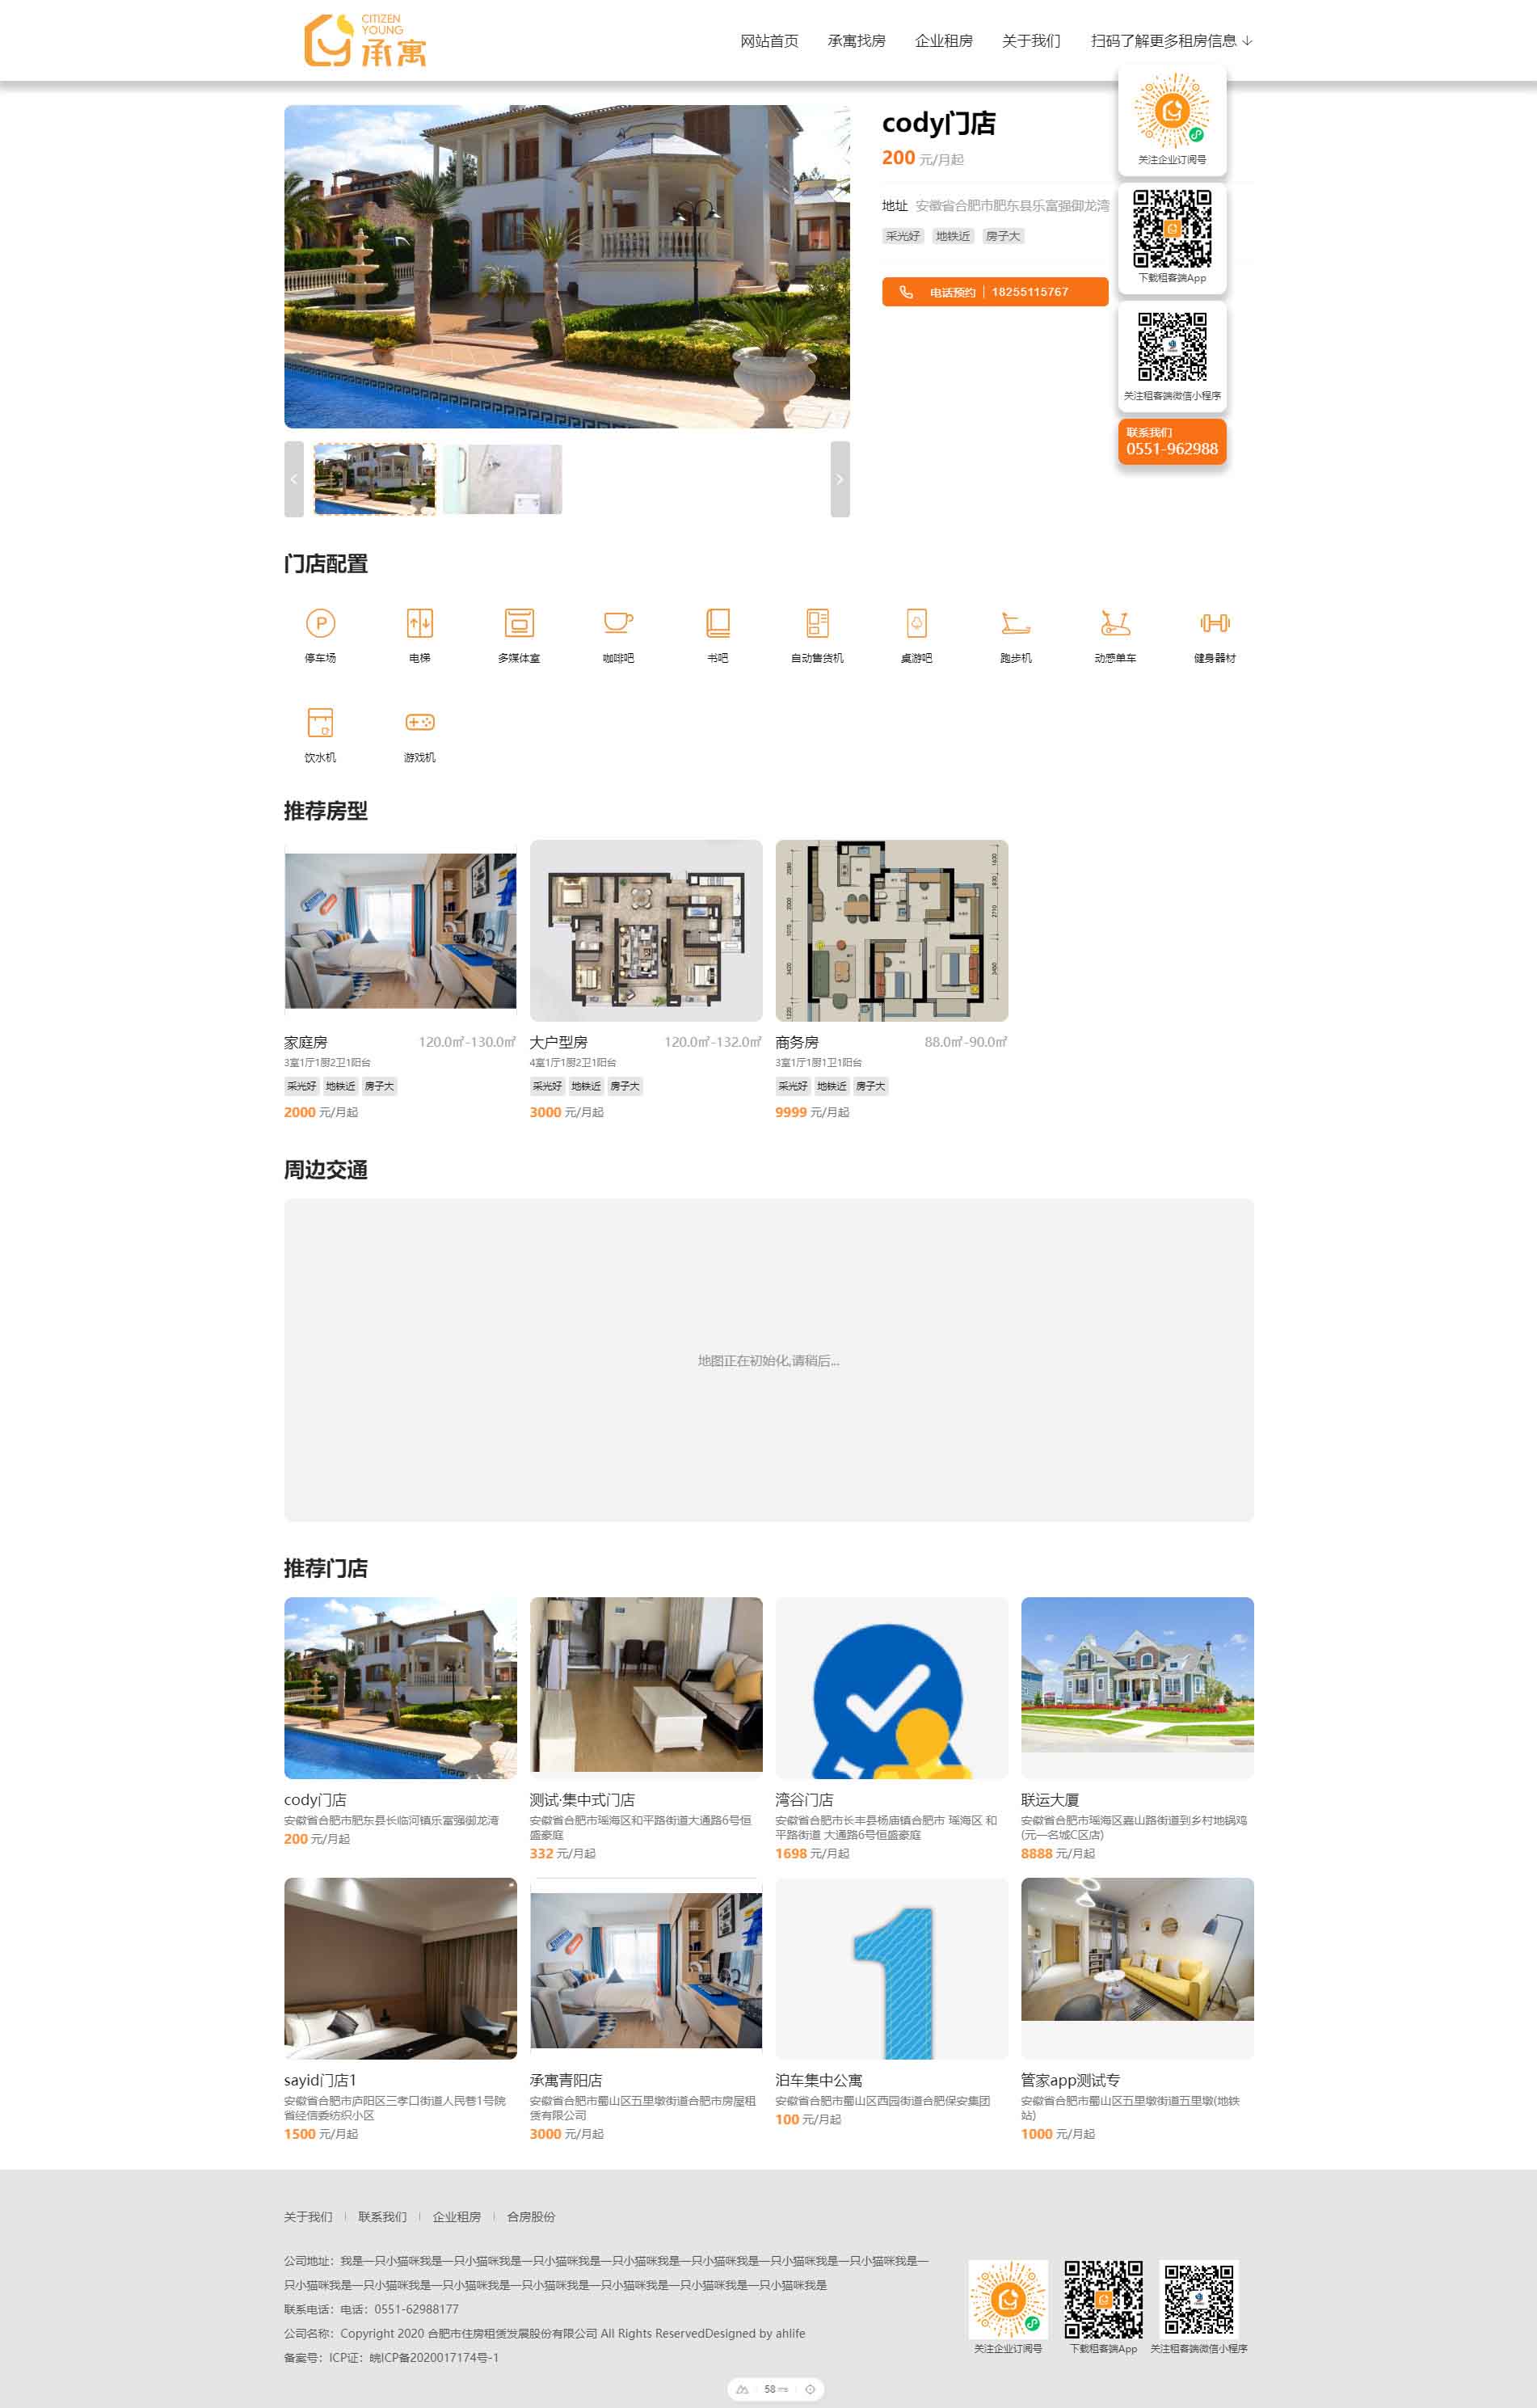 CITIZEN
YOUNG
承寓
网站首页 承寓找房 企业租房 关于我们 扫码了解更多租房信息
关注企业订阅号
下载租客端App
关注租客端微信小程序
联系我们
0551-962988
cody门店
200 元/月起
地址 安徽省合肥市肥东县乐富强御龙湾
采光好 地铁近 房子大
电话预约 | 18255115767
门店配置
P
停车场 电梯 多媒体室 咖啡吧 书吧 自动售货机 桌游吧 跑步机 动感单车 健身器材
饮水机 游戏机
推荐房型
家庭房 120.0㎡-130.0㎡
3室1厅1厨2卫1阳台
采光好 地铁近 房子大
2000 元/月起
大户型房 120.0㎡-132.0㎡
4室1厅1厨2卫1阳台
采光好 地铁近 房子大
3000 元/月起
商务房 88.0㎡-90.0㎡
3室1厅1厨1卫1阳台
采光好 地铁近 房子大
9999 元/月起
周边交通
地图正在初始化,请稍后...
推荐门店
cody门店
安徽省合肥市肥东县长临河镇乐富强御龙湾
200 元/月起
测试·集中式门店
安徽省合肥市瑶海区和平路街道大通路6号恒
盛豪庭
332 元/月起
湾谷门店
安徽省合肥市长丰县杨庙镇合肥市 瑶海区 和
平路街道 大通路6号恒盛豪庭
1698 元/月起
联运大厦
安徽省合肥市瑶海区嘉山路街道到乡村地锅鸡
(元一名城C区店)
8888 元/月起
sayid门店1
安徽省合肥市庐阳区三孝口街道人民巷1号院
省经信委纺织小区
1500 元/月起
承寓青阳店
安徽省合肥市蜀山区五里墩街道合肥市房屋租
赁有限公司
3000 元/月起
1
泊车集中公寓
安徽省合肥市蜀山区西园街道合肥保安集团
100 元/月起
管家app测试专
安徽省合肥市蜀山区五里墩街道五里墩(地铁
站)
1000 元/月起
关于我们 | 联系我们 | 企业租房 | 合房股份
公司地址：我是一只小猫咪我是一只小猫咪我是一只小猫咪我是一只小猫咪我是一只小猫咪我是一只小猫咪我是一只小猫咪我是一
只小猫咪我是一只小猫咪我是一只小猫咪我是一只小猫咪我是一只小猫咪我是一只小猫咪我是一只小猫咪我是
联系电话：电话：0551-62988177
公司名称：Copyright 2020 合肥市住房租赁发展股份有限公司 All Rights ReservedDesigned by ahlife
备案号：ICP证：皖ICP备2020017174号-1
关注企业订阅号 下载租客端App 关注租客端微信小程序
58 ms